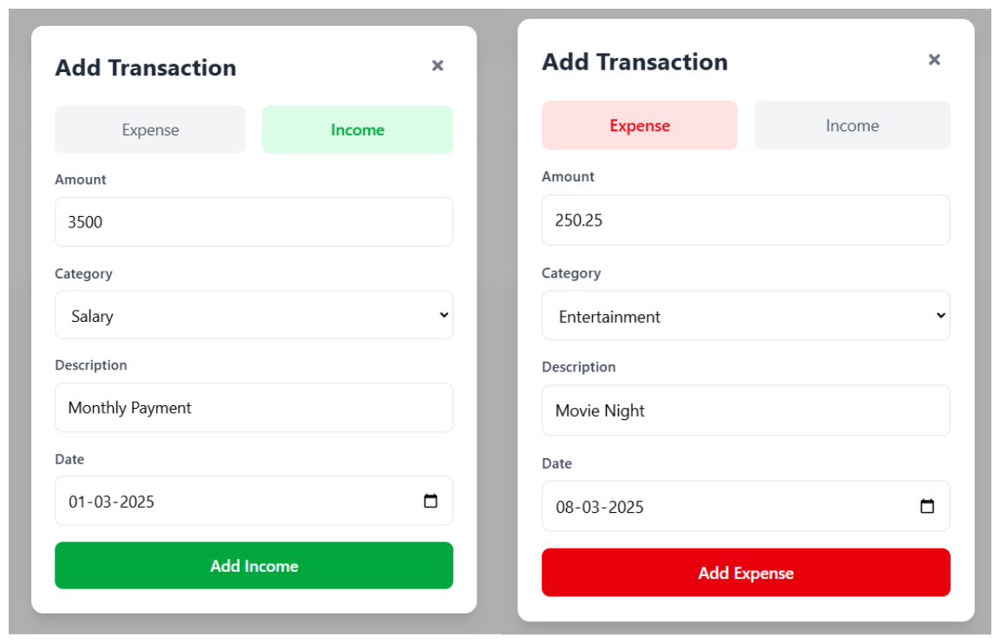 Add Transaction
×
Expense
Income
Amount
3500
Category
Salary
Description
Monthly Payment
Date
01-03-2025
Add Income
Add Transaction
×
Expense
Income
Amount
250.25
Category
Entertainment
Description
Movie Night
Date
08-03-2025
Add Expense